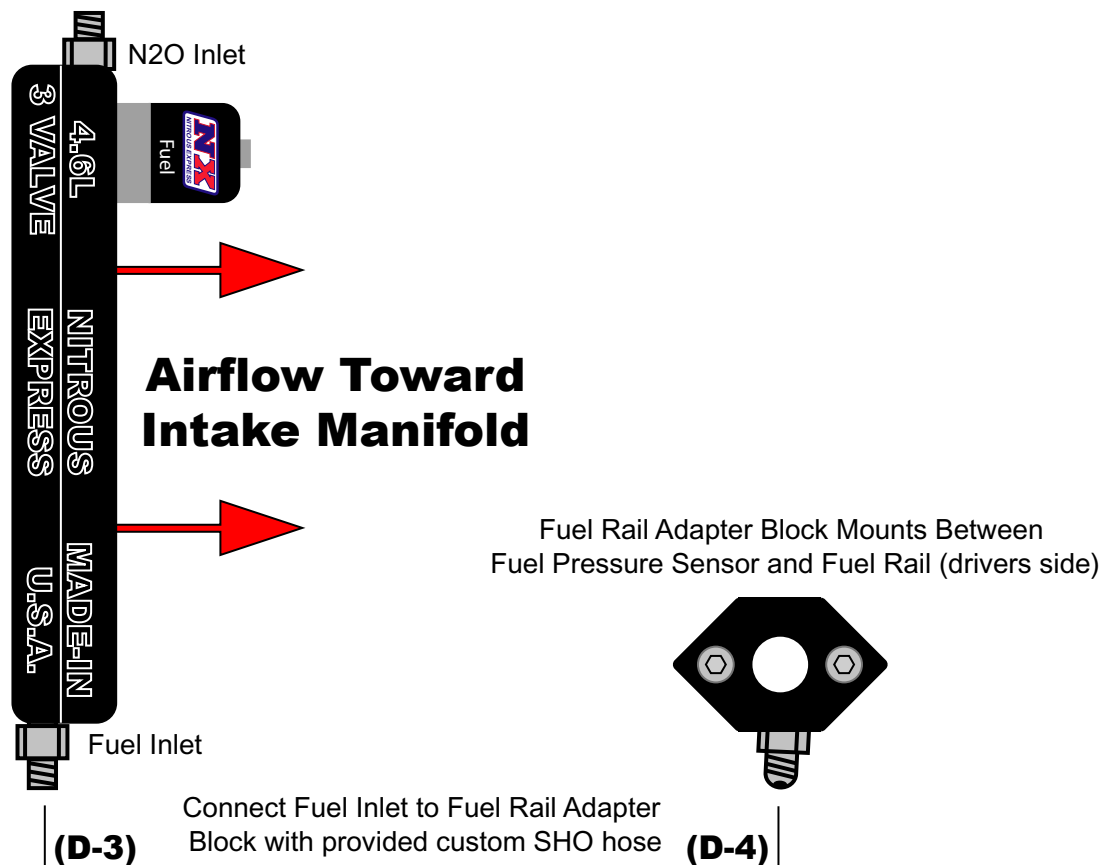 N2O Inlet
4.6L
3 VALVE
NX
NITROUS EXPRESS
Fuel
NITROUS
EXPRESS
Airflow Toward
Intake Manifold
MADE-IN
U.S.A.
Fuel Rail Adapter Block Mounts Between
Fuel Pressure Sensor and Fuel Rail (drivers side)
Fuel Inlet
Connect Fuel Inlet to Fuel Rail Adapter
Block with provided custom SHO hose
(D-3)
(D-4)